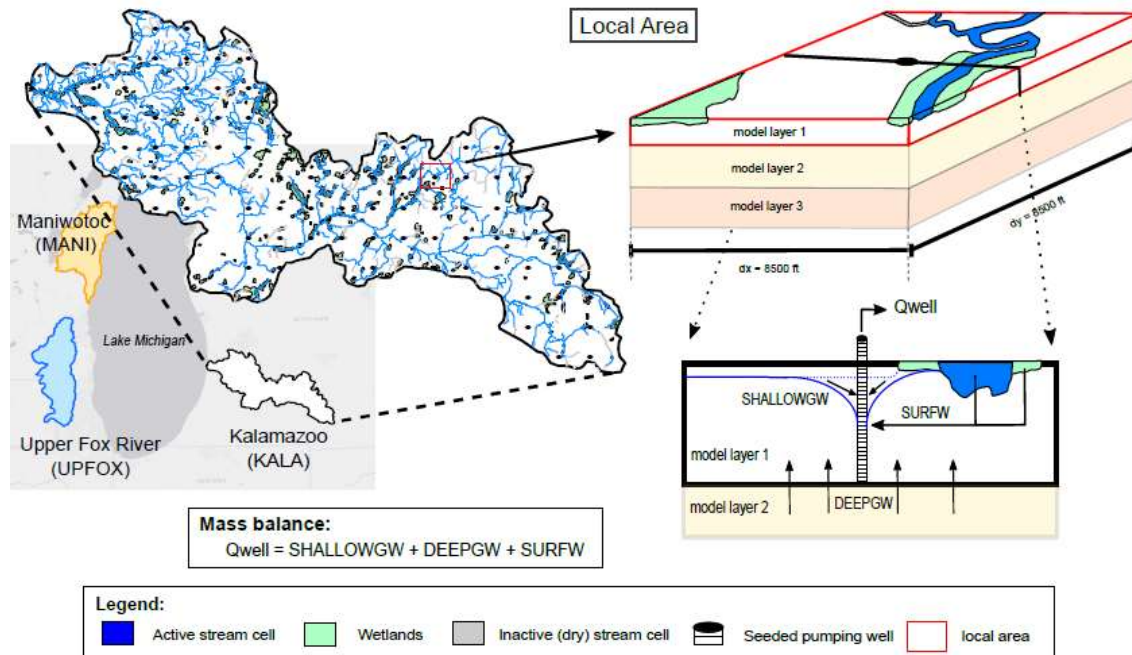 Local Area
model layer 1
model layer 2
model layer 3
dx = 8500 ft
dy = 8500 ft
Maniwotoc
(MANI)
Lake Michigan
Upper Fox River
(UPFOX)
Kalamazoo
(KALA)
Qwell
SHALLOWGW
SURFW
model layer 1
DEEPGW
model layer 2
Mass balance:
Qwell = SHALLOWGW + DEEPGW + SURFW
Legend:
Active stream cell
Wetlands
Inactive (dry) stream cell
Seeded pumping well
local area